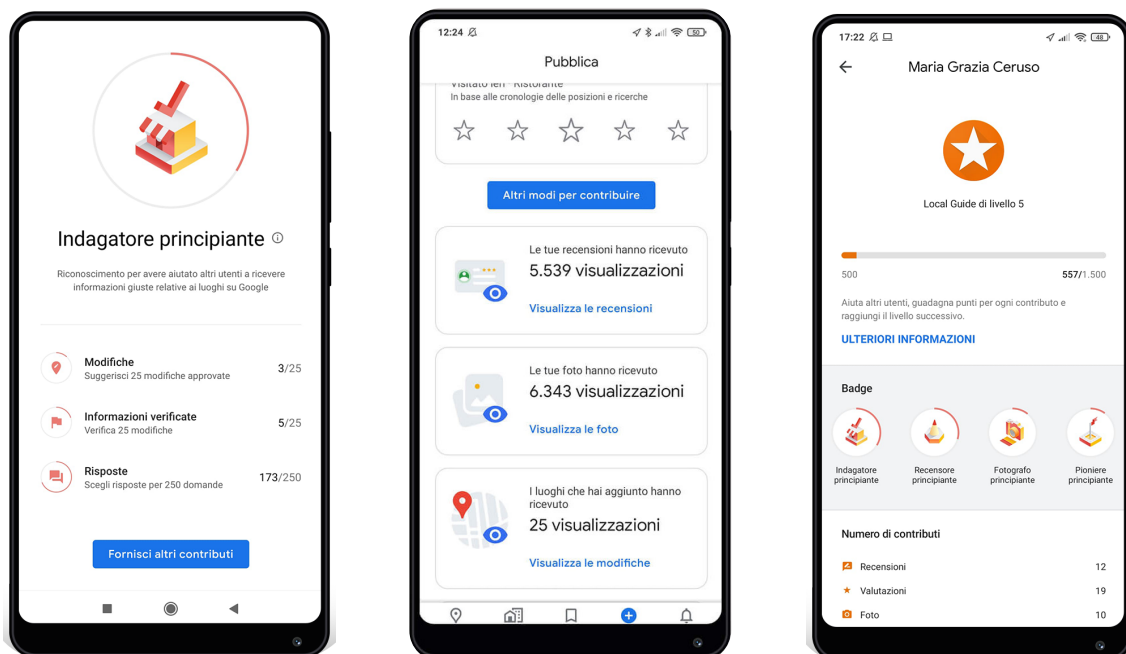 Indagatore principiante
Riconoscimento per avere aiutato altri utenti a ricevere
informazioni giuste relative ai luoghi su Google
Modifiche
Suggerisci 25 modifiche approvate
3/25
Informazioni verificate
Verifica 25 modifiche
5/25
Risposte
Scegli risposte per 250 domande
173/250
Fornisci altri contributi
12:24
50
Pubblica
Visitato ieri · Ristorante
In base alle cronologie delle posizioni e ricerche
Altri modi per contribuire
Le tue recensioni hanno ricevuto
5.539 visualizzazioni
Visualizza le recensioni
Le tue foto hanno ricevuto
6.343 visualizzazioni
Visualizza le foto
I luoghi che hai aggiunto hanno
ricevuto
25 visualizzazioni
Visualizza le modifiche
17:22
48
Maria Grazia Ceruso
Local Guide di livello 5
500
557/1.500
Aiuta altri utenti, guadagna punti per ogni contributo e
raggiungi il livello successivo.
ULTERIORI INFORMAZIONI
Badge
Indagatore
principiante
Recensore
principiante
Fotografo
principiante
Pioniere
principiante
Numero di contributi
Recensioni 12
Valutazioni 19
Foto 10